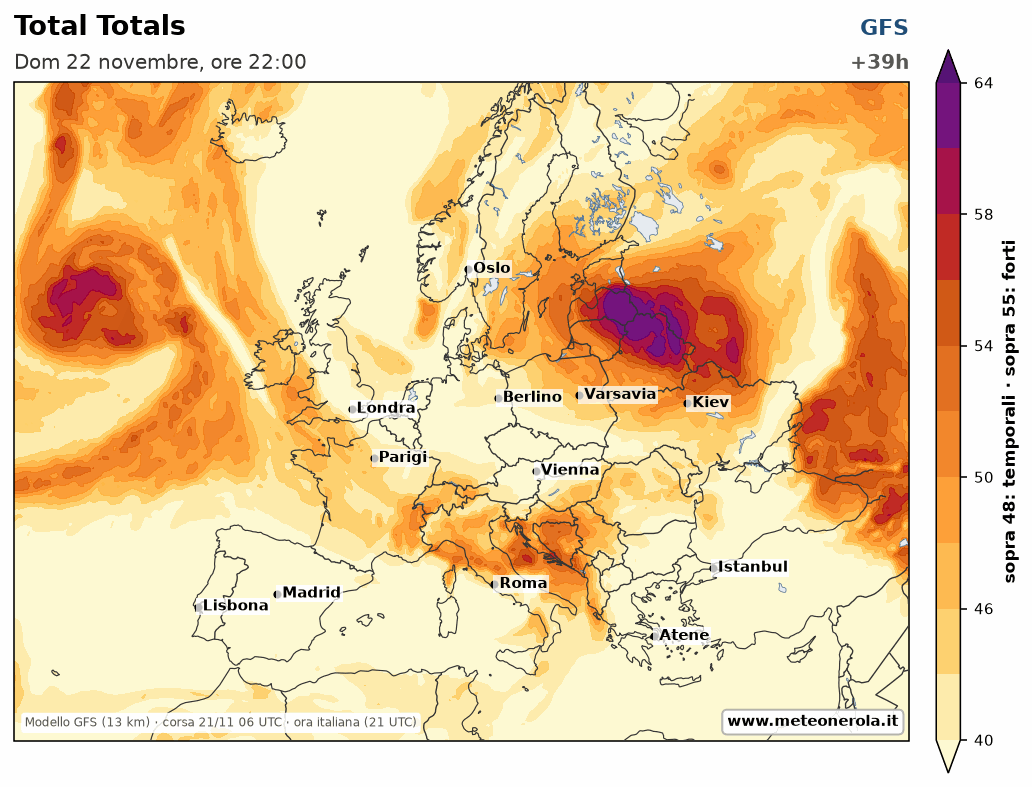 Total Totals
GFS
Dom 22 novembre, ore 22:00
+39h
64
58
54
50
46
40
sopra 48: temporali · sopra 55: forti
Oslo
Berlino
Varsavia
Kiev
Londra
Parigi
Vienna
Istanbul
Roma
Madrid
Lisbona
Atene
Modello GFS (13 km) · corsa 21/11 06 UTC · ora italiana (21 UTC)
www.meteonerola.it